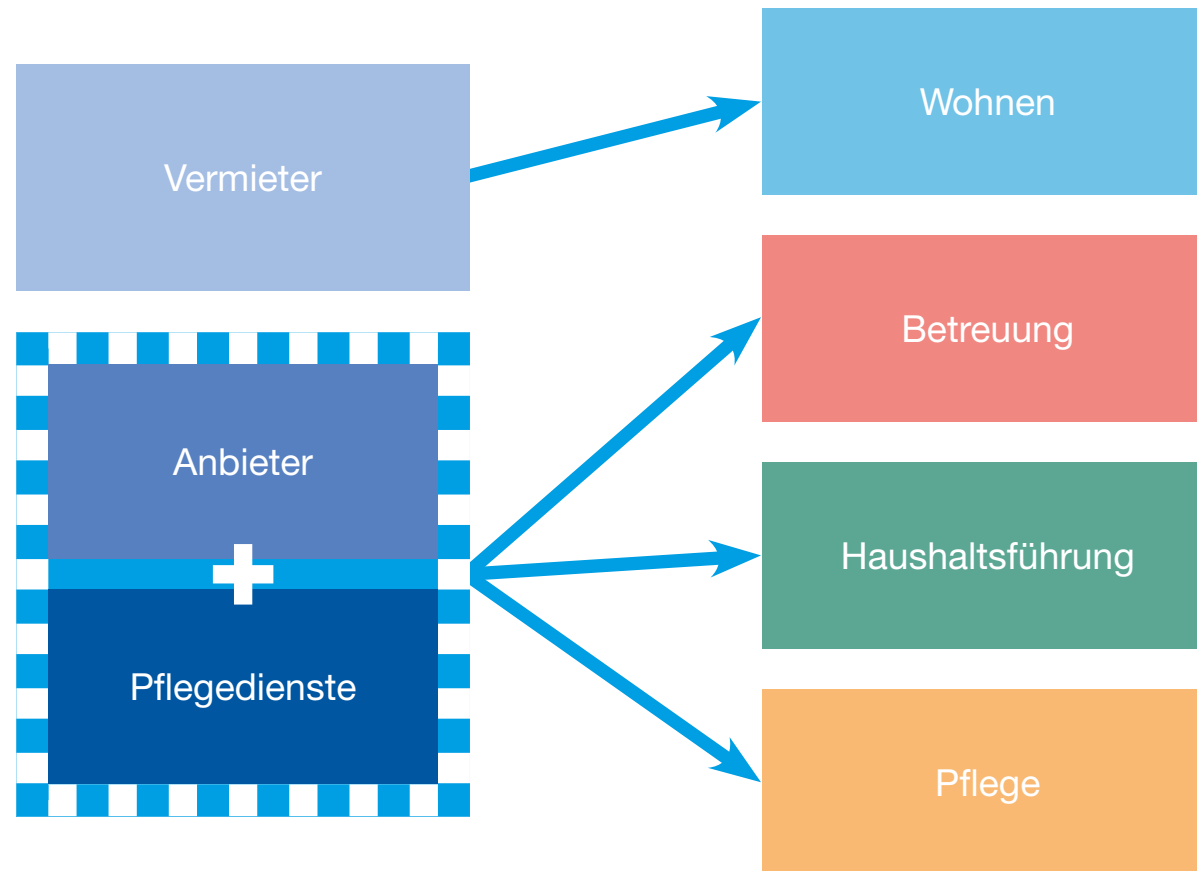 Vermieter
Anbieter
Pflegedienste
Wohnen
Betreuung
Haushaltsführung
Pflege